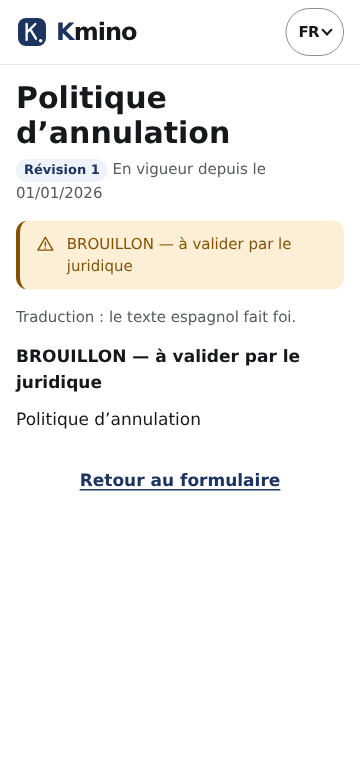 K. Kmino
FR
Politique
d’annulation
Révision 1 En vigueur depuis le
01/01/2026
BROUILLON — à valider par le
juridique
Traduction : le texte espagnol fait foi.
BROUILLON — à valider par le
juridique
Politique d’annulation
Retour au formulaire